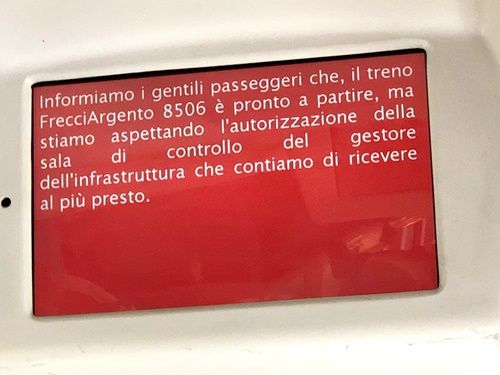 Informiamo i gentili passeggeri che, il treno
FrecciArgento 8506 è pronto a partire, ma
stiamo aspettando l'autorizzazione della
sala di controllo del gestore
dell'infrastruttura che contiamo di ricevere
al più presto.